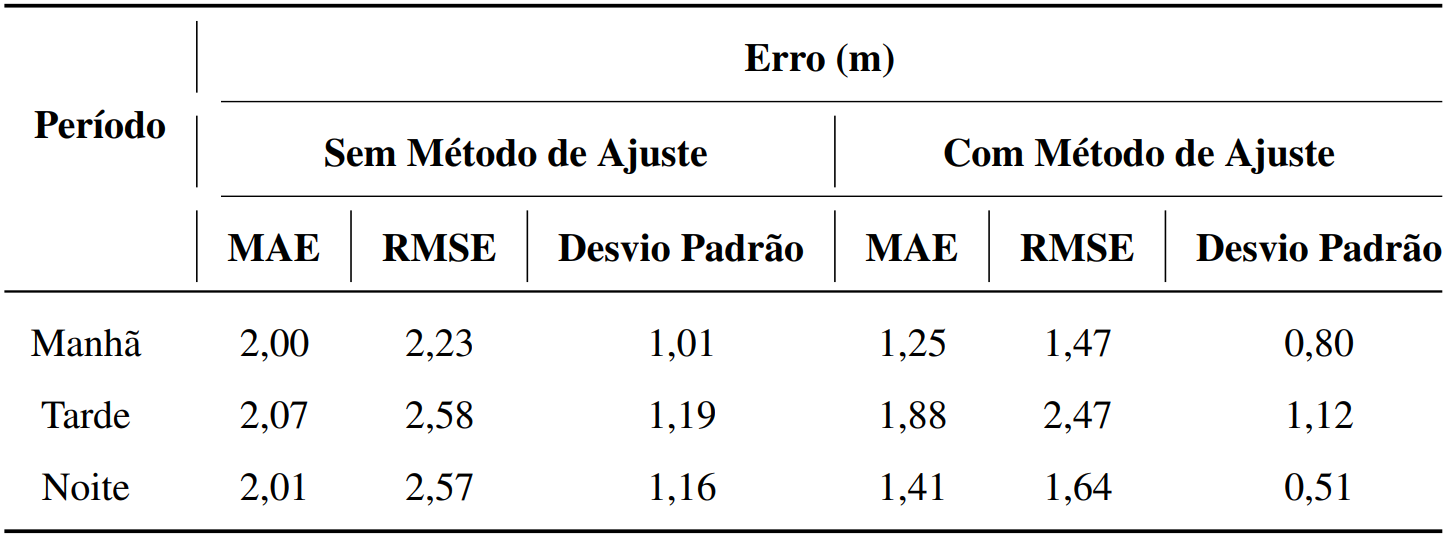 Erro (m)
Período
Sem Método de Ajuste Com Método de Ajuste
MAE RMSE Desvio Padrão MAE RMSE Desvio Padrão
Manhã 2,00 2,23 1,01 1,25 1,47 0,80
Tarde 2,07 2,58 1,19 1,88 2,47 1,12
Noite 2,01 2,57 1,16 1,41 1,64 0,51